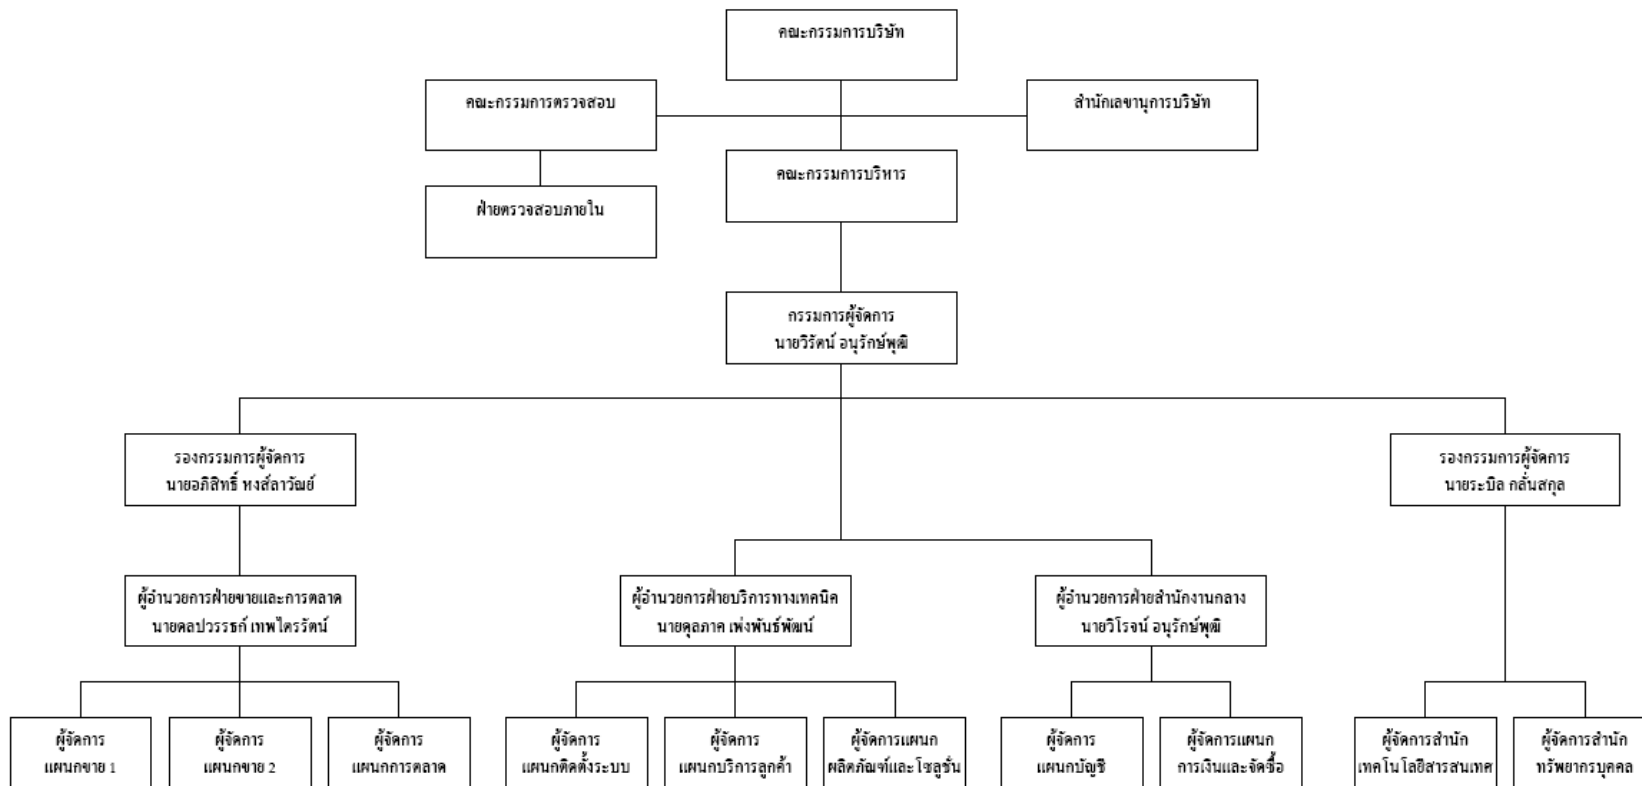 คณะกรรมการบริษัท
คณะกรรมการตรวจสอบ
สำนักเลขานุการบริษัท
คณะกรรมการบริหาร
ฝ่ายตรวจสอบภายใน
กรรมการผู้จัดการ
นายวิรัตน์ อนุรักษ์พุฒิ
รองกรรมการผู้จัดการ
นายอภิสิทธิ์ หงส์ลาวัณย์
รองกรรมการผู้จัดการ
นายระบิล กลั่นสกุล
ผู้อำนวยการฝ่ายขายและการตลาด
นายดลปวรรธก์ เทพไตรรัตน์
ผู้อำนวยการฝ่ายบริการทางเทคนิค
นายดุลภาค เพ่งพันธ์พัฒน์
ผู้อำนวยการฝ่ายสำนักงานกลาง
นายวิโรจน์ อนุรักษ์พุฒิ
ผู้จัดการ
แผนกขาย 1
ผู้จัดการ
แผนกขาย 2
ผู้จัดการ
แผนกการตลาด
ผู้จัดการ
แผนกติดตั้งระบบ
ผู้จัดการ
แผนกบริการลูกค้า
ผู้จัดการแผนก
ผลิตภัณฑ์และโซลูชั่น
ผู้จัดการ
แผนกบัญชี
ผู้จัดการแผนก
การเงินและจัดซื้อ
ผู้จัดการสำนัก
เทคโนโลยีสารสนเทศ
ผู้จัดการสำนัก
ทรัพยากรบุคคล